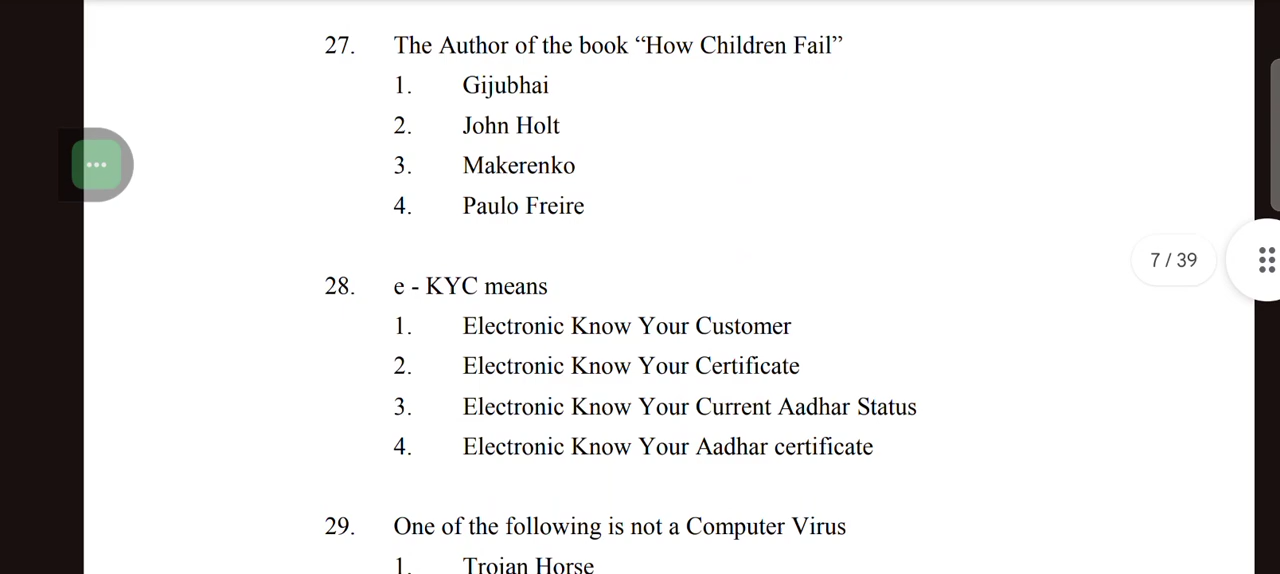 27. The Author of the book “How Children Fail”
1. Gijubhai
2. John Holt
3. Makerenko
4. Paulo Freire
7 / 39
28. e - KYC means
1. Electronic Know Your Customer
2. Electronic Know Your Certificate
3. Electronic Know Your Current Aadhar Status
4. Electronic Know Your Aadhar certificate
29. One of the following is not a Computer Virus
1. Trojan Horse